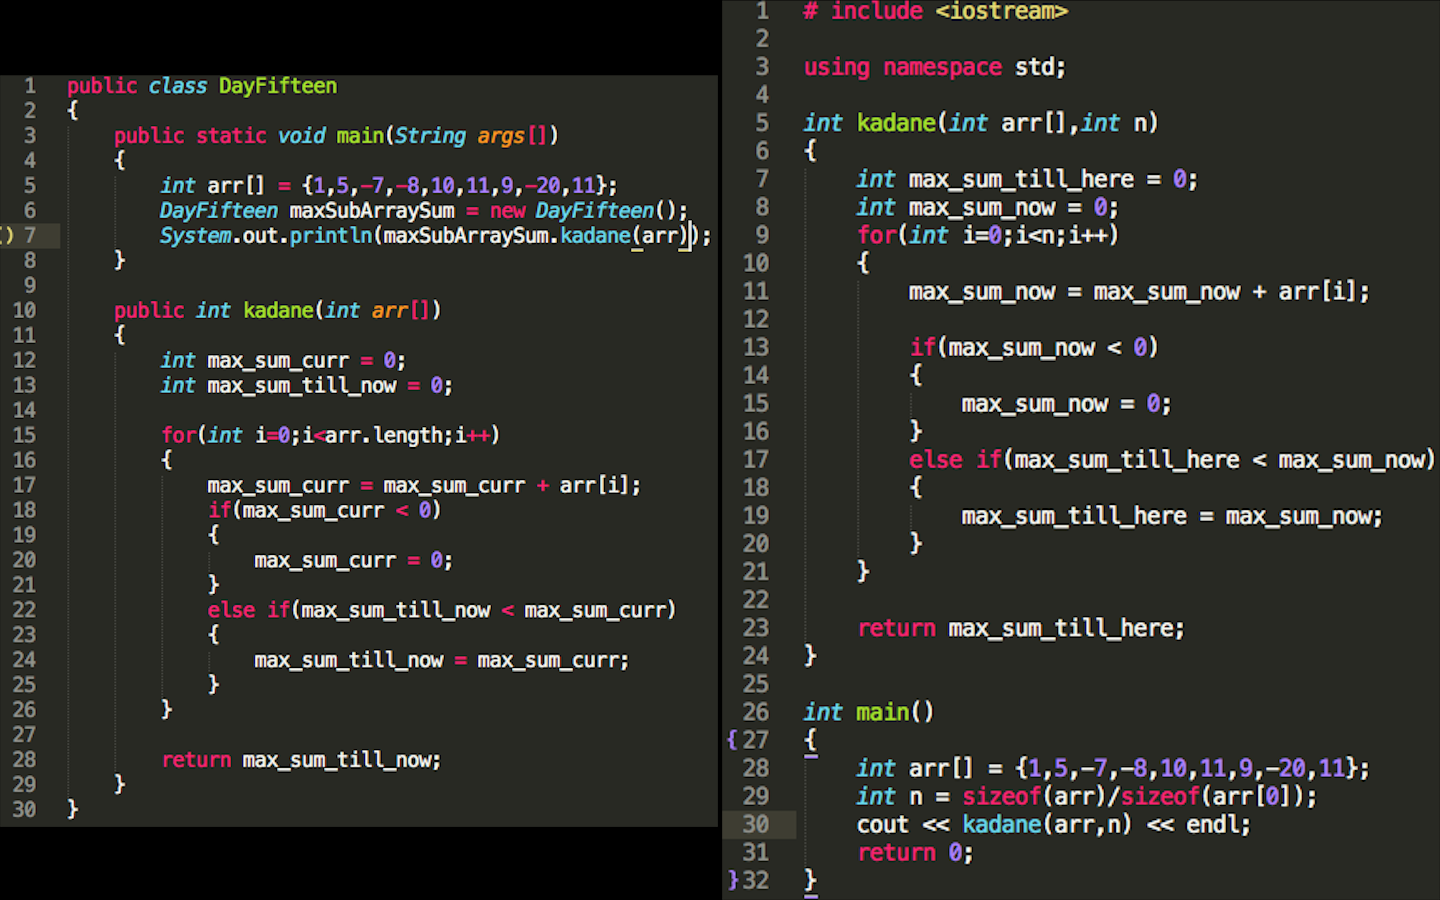 1 public class DayFifteen
2 {
3 public static void main(String args[])
4 {
5 int arr[] = {1,5,-7,-8,10,11,9,-20,11};
6 DayFifteen maxSubArraySum = new DayFifteen();
() 7 System.out.println(maxSubArraySum.kadane(arr));
8 }
9
10 public int kadane(int arr[])
11 {
12 int max_sum_curr = 0;
13 int max_sum_till_now = 0;
14
15 for(int i=0;i<arr.length;i++)
16 {
17 max_sum_curr = max_sum_curr + arr[i];
18 if(max_sum_curr < 0)
19 {
20 max_sum_curr = 0;
21 }
22 else if(max_sum_till_now < max_sum_curr)
23 {
24 max_sum_till_now = max_sum_curr;
25 }
26 }
27
28 return max_sum_till_now;
29 }
30 }
1 # include <iostream>
2
3 using namespace std;
4
5 int kadane(int arr[],int n)
6 {
7 int max_sum_till_here = 0;
8 int max_sum_now = 0;
9 for(int i=0;i<n;i++)
10 {
11 max_sum_now = max_sum_now + arr[i];
12
13 if(max_sum_now < 0)
14 {
15 max_sum_now = 0;
16 }
17 else if(max_sum_till_here < max_sum_now)
18 {
19 max_sum_till_here = max_sum_now;
20 }
21 }
22
23 return max_sum_till_here;
24 }
25
26 int main()
{ 27 {
28 int arr[] = {1,5,-7,-8,10,11,9,-20,11};
29 int n = sizeof(arr)/sizeof(arr[0]);
30 cout << kadane(arr,n) << endl;
31 return 0;
} 32 }